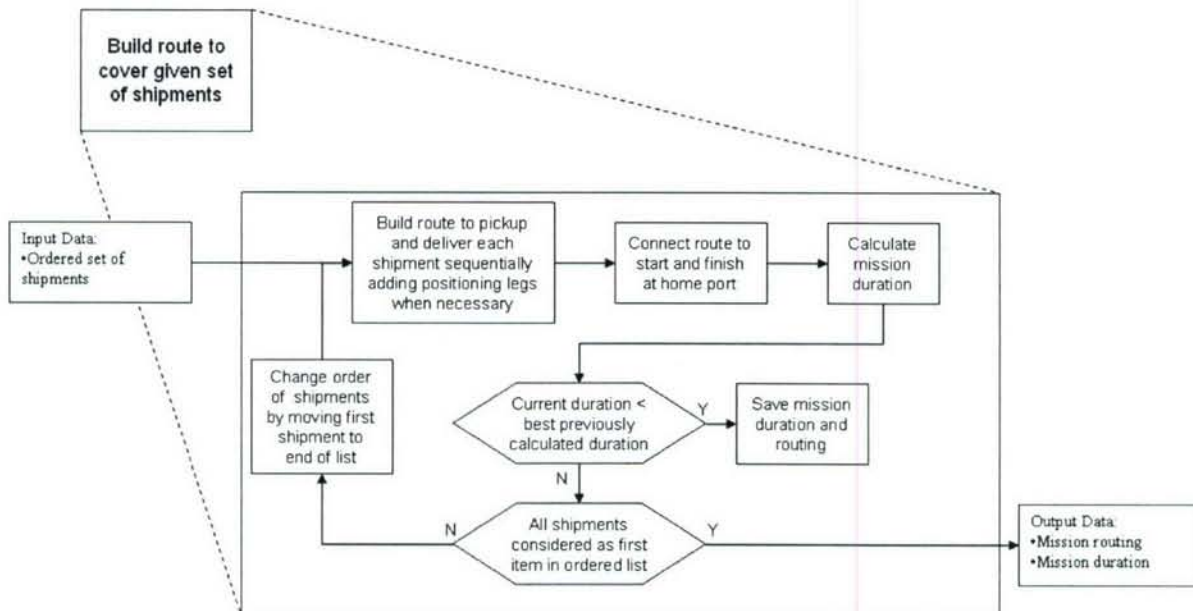 Build route to
cover given set
of shipments
Input Data:
•Ordered set of
shipments
Build route to pickup
and deliver each
shipment sequentially
adding positioning legs
when necessary
Connect route to
start and finish
at home port
Calculate
mission
duration
Change order
of shipments
by moving first
shipment to
end of list
Current duration <
best previously
calculated duration
Y
Save mission
duration and
routing
N
N
All shipments
considered as first
item in ordered list
Y
Output Data:
•Mission routing
•Mission duration